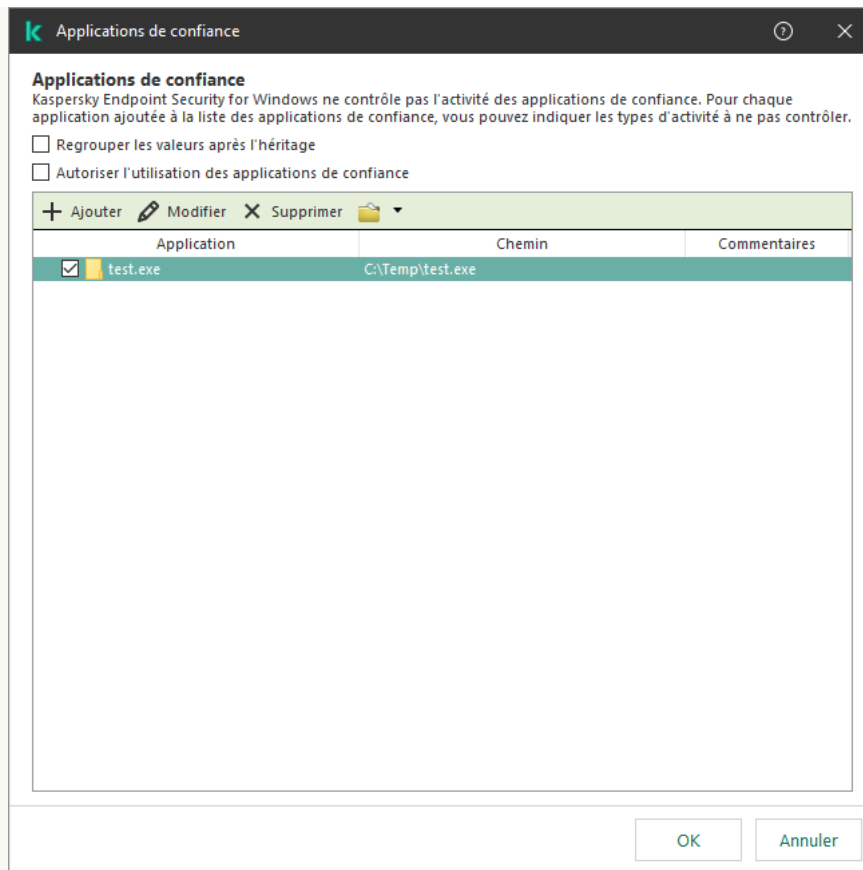 Applications de confiance
Applications de confiance
Kaspersky Endpoint Security for Windows ne contrôle pas l'activité des applications de confiance. Pour chaque
application ajoutée à la liste des applications de confiance, vous pouvez indiquer les types d'activité à ne pas contrôler.
Regrouper les valeurs après l'héritage
Autoriser l'utilisation des applications de confiance
Ajouter Modifier Supprimer
Application Chemin Commentaires
test.exe C:\Temp\test.exe
OK Annuler